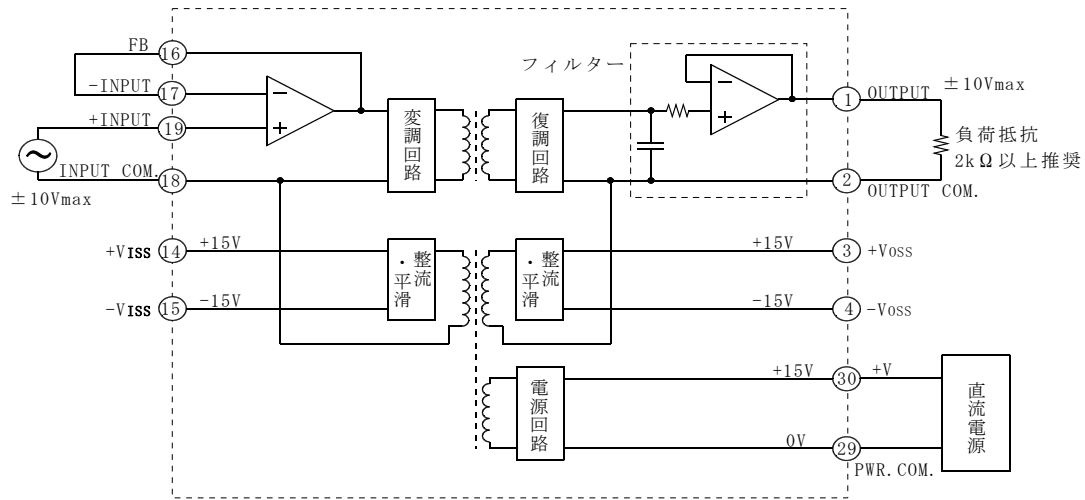 FB
16
-INPUT
17
+INPUT
19
INPUT COM.
18
±10Vmax
フィルター
変調回路
復調回路
1
OUTPUT
±10Vmax
負荷抵抗
2kΩ以上推奨
2
OUTPUT COM.
+VISS
14
+15V
整流・平滑
整流・平滑
+15V
3
+VOSS
-VISS
15
-15V
-15V
4
-VOSS
電源回路
+15V
30
+V
直流電源
0V
29
PWR.COM.